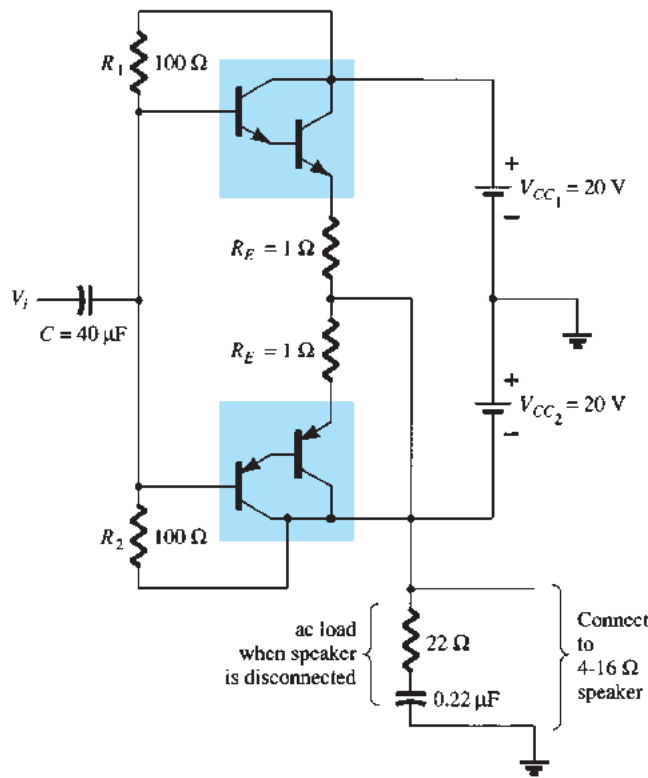 R1 100 Ω
+
VCC1 = 20 V
−
RE = 1 Ω
Vi
C = 40 μF
RE = 1 Ω
+
VCC2 = 20 V
−
R2 100 Ω
ac load
when speaker
is disconnected
22 Ω
0.22 μF
Connect
to
4-16 Ω
speaker